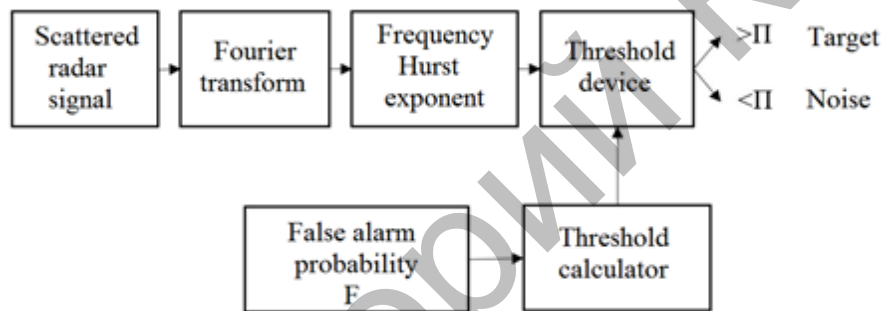 Scattered
radar
signal
Fourier
transform
Frequency
Hurst
exponent
Threshold
device
>Π Target
<Π Noise
False alarm
probability
F
Threshold
calculator